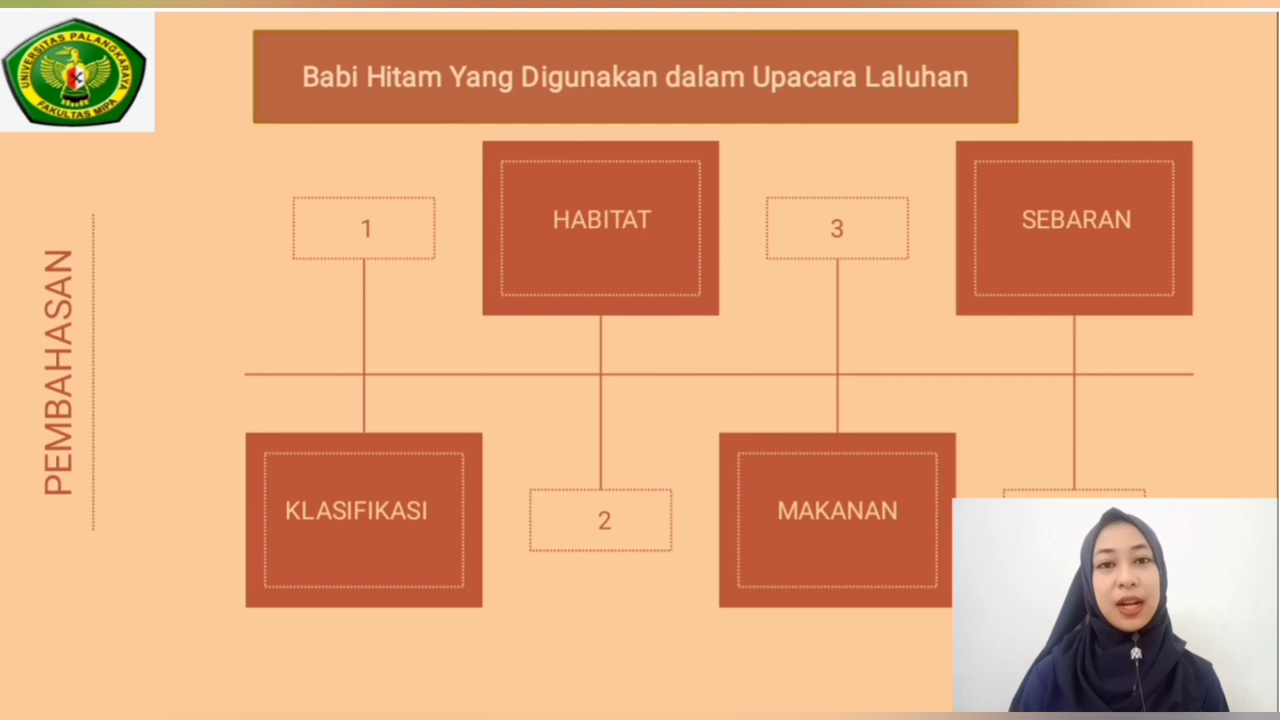 UNIVERSITAS PALANGKARAYA
FAKULTAS MIPA
Babi Hitam Yang Digunakan dalam Upacara Laluhan
PEMBAHASAN
1
HABITAT
3
SEBARAN
KLASIFIKASI
2
MAKANAN